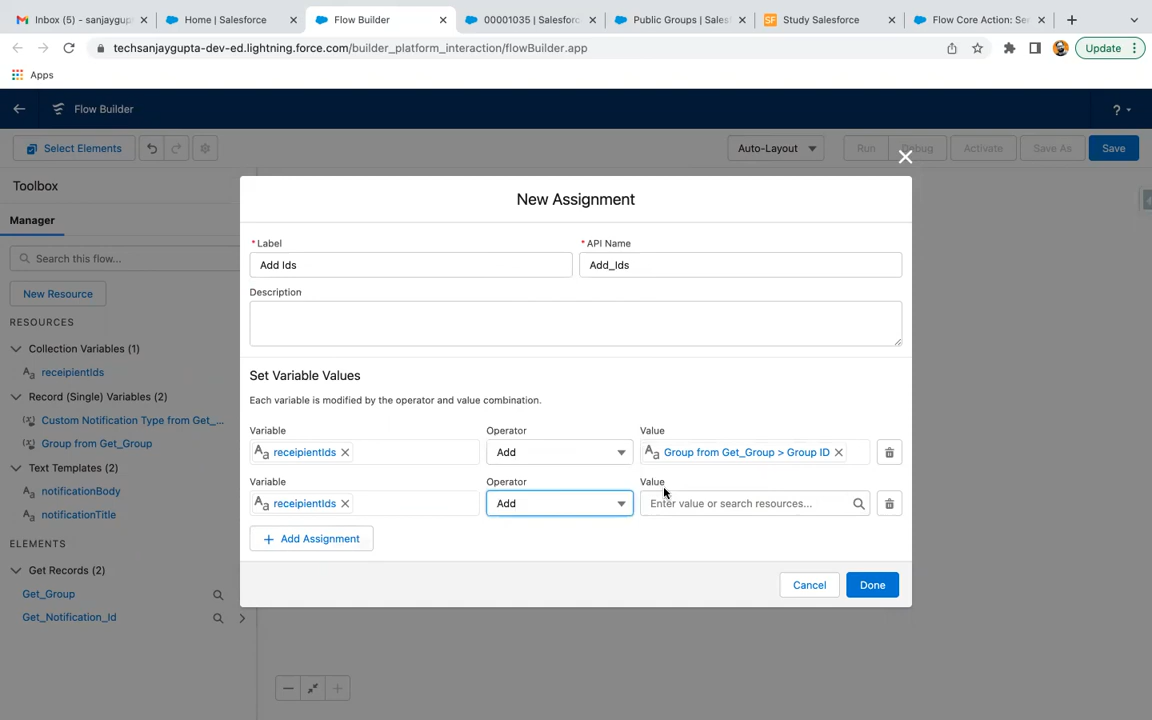 Inbox (5) - sanjaygu
Home | Salesforce
Flow Builder
00001035 | Salesforc
Public Groups | Sales
SF
Study Salesforce
Flow Core Action: Ser
techsanjaygupta-dev-ed.lightning.force.com/builder_platform_interaction/flowBuilder.app
Update
Apps
Flow Builder
?
Select Elements
Auto-Layout
Run
Debug
Activate
Save As
Save
Toolbox
Manager
Search this flow...
New Resource
RESOURCES
Collection Variables (1)
receipientIds
Record (Single) Variables (2)
Custom Notification Type from Get_...
Group from Get_Group
Text Templates (2)
notificationBody
notificationTitle
ELEMENTS
Get Records (2)
Get_Group
Get_Notification_Id
New Assignment
* Label
* API Name
Add Ids
Add_Ids
Description
Set Variable Values
Each variable is modified by the operator and value combination.
Variable
Operator
Value
receipientIds
Add
Group from Get_Group > Group ID
Variable
Operator
Value
receipientIds
Add
Enter value or search resources...
Add Assignment
Cancel
Done